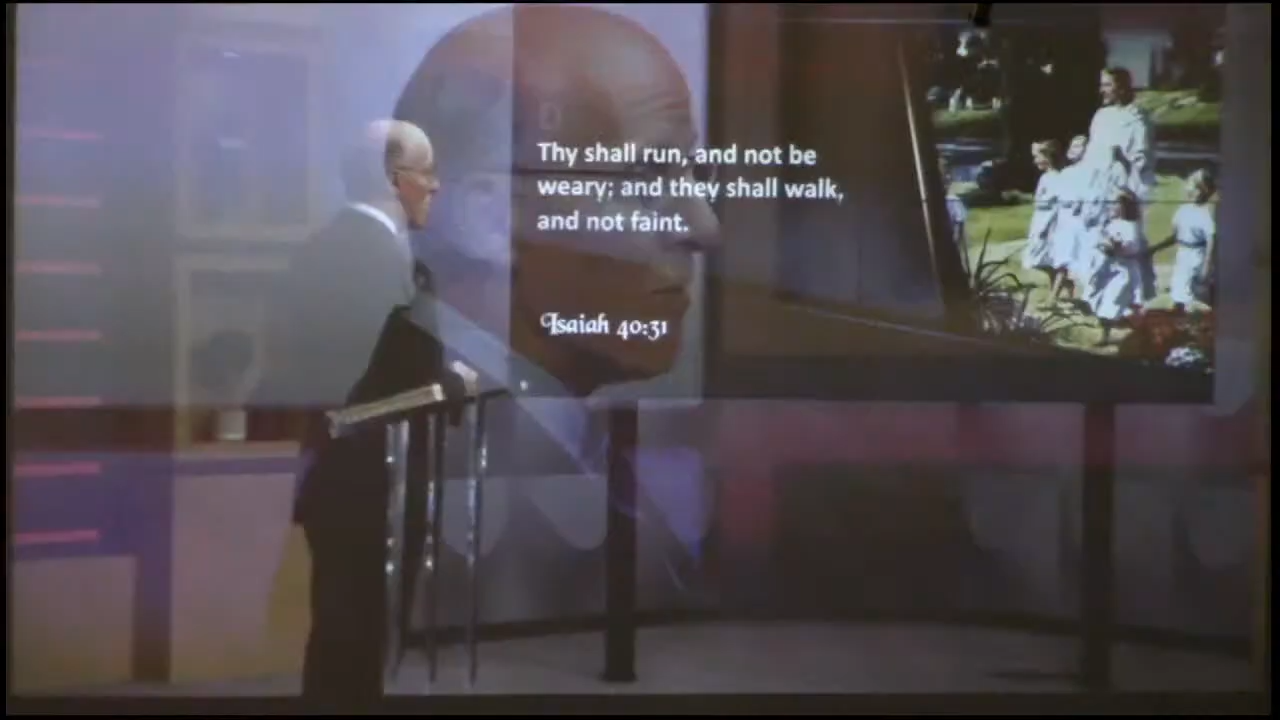 Thy shall run, and not be
weary; and they shall walk,
and not faint.
Isaiah 40:31